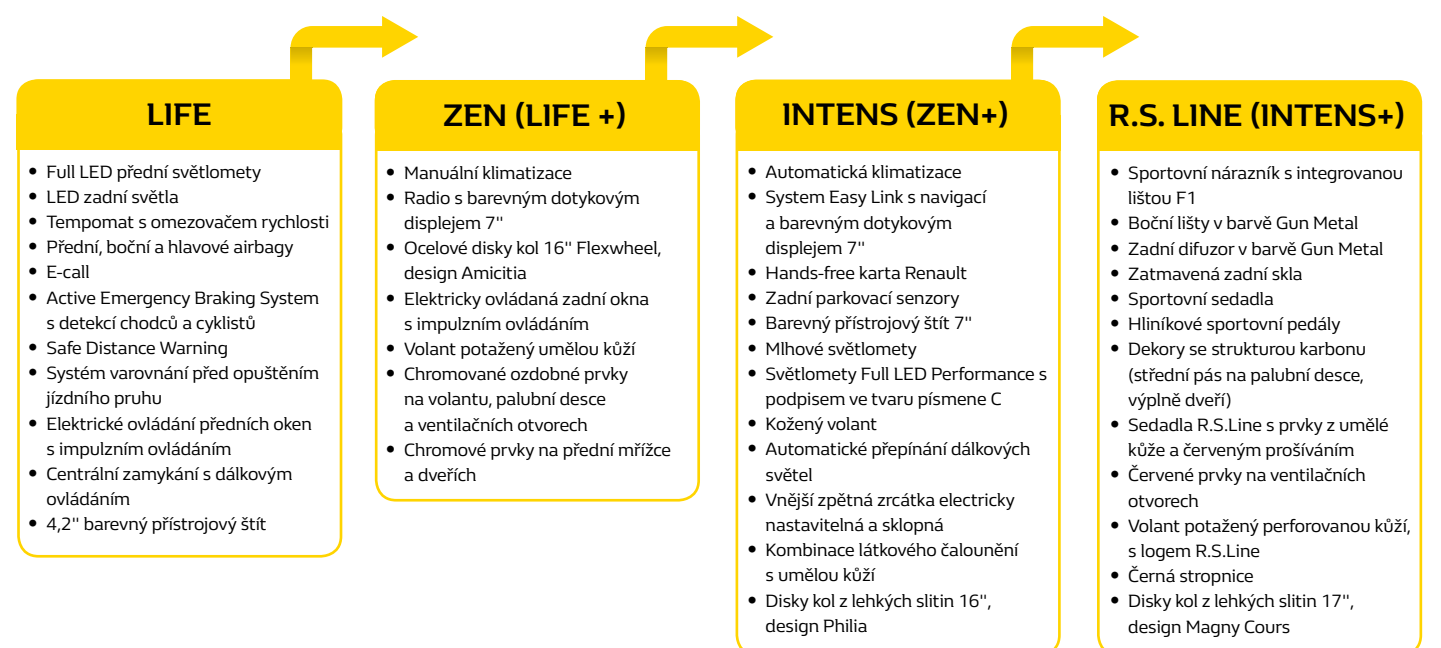 LIFE
• Full LED přední světlomety
• LED zadní světla
• Tempomat s omezovačem rychlosti
• Přední, boční a hlavové airbagy
• E-call
• Active Emergency Braking System
s detekcí chodců a cyklistů
• Safe Distance Warning
• Systém varovnání před opuštěním
jízdního pruhu
• Elektrické ovládání předních oken
s impulzním ovládáním
• Centrální zamykání s dálkovým
ovládáním
• 4,2" barevný přístrojový štít
ZEN (LIFE +)
• Manuální klimatizace
• Radio s barevným dotykovým
displejem 7"
• Ocelové disky kol 16" Flexwheel,
design Amicitia
• Elektricky ovládaná zadní okna
s impulzním ovládáním
• Volant potažený umělou kůží
• Chromované ozdobné prvky
na volantu, palubní desce
a ventilačních otvorech
• Chromové prvky na přední mřížce
a dveřích
INTENS (ZEN+)
• Automatická klimatizace
• System Easy Link s navigací
a barevným dotykovým
displejem 7"
• Hands-free karta Renault
• Zadní parkovací senzory
• Barevný přístrojový štít 7"
• Mlhové světlomety
• Světlomety Full LED Performance s
podpisem ve tvaru písmene C
• Kožený volant
• Automatické přepínání dálkových
světel
• Vnější zpětná zrcátka electricky
nastavitelná a sklopná
• Kombinace látkového čalounění
s umělou kůží
• Disky kol z lehkých slitin 16",
design Philia
R.S. LINE (INTENS+)
• Sportovní nárazník s integrovanou
lištou F1
• Boční lišty v barvě Gun Metal
• Zadní difuzor v barvě Gun Metal
• Zatmavená zadní skla
• Sportovní sedadla
• Hliníkové sportovní pedály
• Dekory se strukturou karbonu
(střední pás na palubní desce,
výplně dveří)
• Sedadla R.S.Line s prvky z umělé
kůže a červeným prošíváním
• Červené prvky na ventilačních
otvorech
• Volant potažený perforovanou kůží,
s logem R.S.Line
• Černá stropnice
• Disky kol z lehkých slitin 17",
design Magny Cours